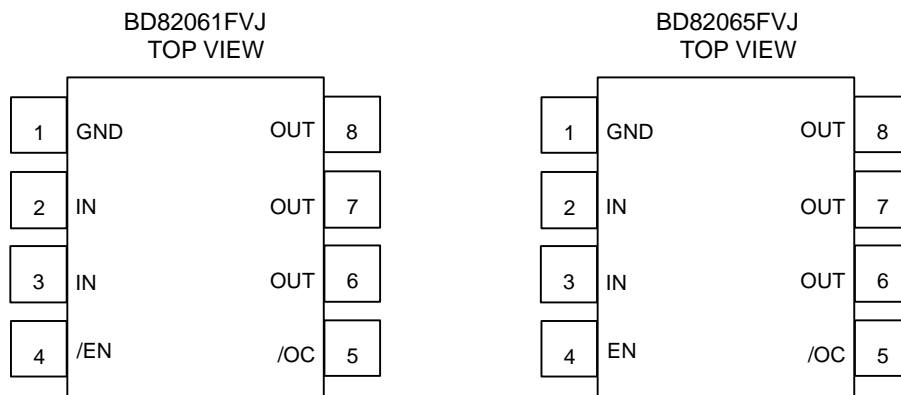 BD82061FVJ
TOP VIEW
1 GND OUT 8
2 IN OUT 7
3 IN OUT 6
4 /EN /OC 5
BD82065FVJ
TOP VIEW
1 GND OUT 8
2 IN OUT 7
3 IN OUT 6
4 EN /OC 5